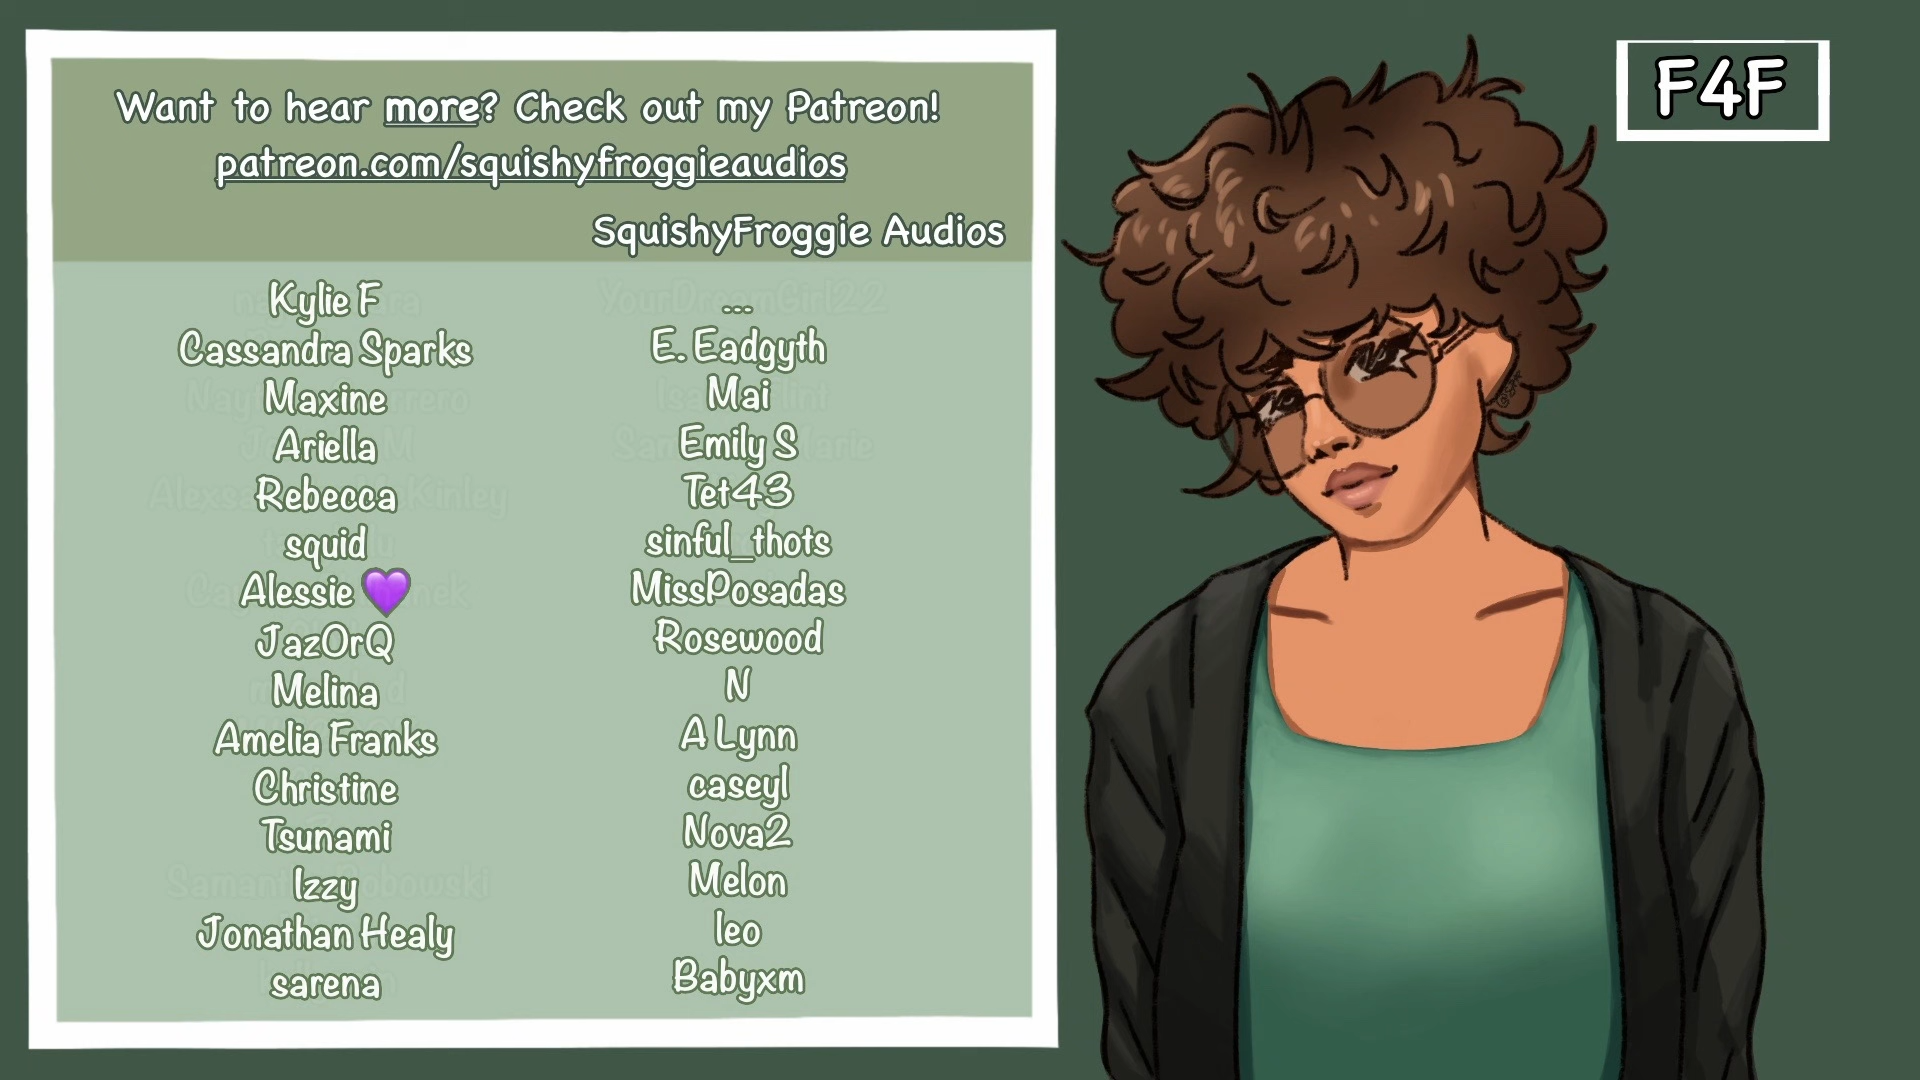 Want to hear more? Check out my Patreon!
patreon.com/squishyfroggieaudios
SquishyFroggie Audios
Kylie F
Cassandra Sparks
Maxine
Ariella
Rebecca
squid
Alessie 💜
JazOrQ
Melina
Amelia Franks
Christine
Tsunami
Izzy
Jonathan Healy
sarena
YourDreamGirl22
...
E. Eadgyth
Mai
Emily S
Tet43
sinful_thots
MissPosadas
Rosewood
N
A Lynn
caseyl
Nova2
Melon
leo
Babyxm
F4F